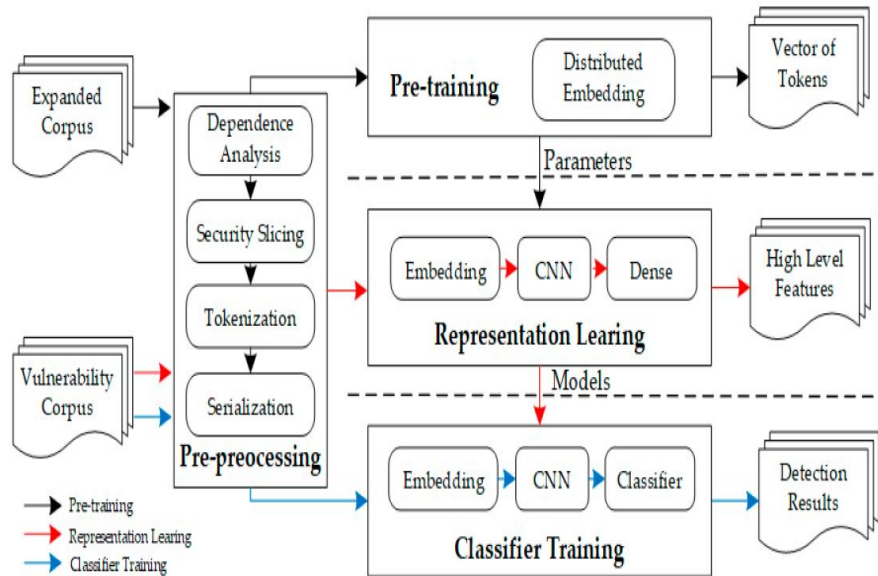 Expanded
Corpus
Vulnerability
Corpus
Dependence
Analysis
Security Slicing
Tokenization
Serialization
Pre-preocessing
Pre-training
Distributed
Embedding
Vector of
Tokens
Parameters
Embedding
CNN
Dense
Representation Learing
High Level
Features
Models
Embedding
CNN
Classifier
Classifier Training
Detection
Results
Pre-training
Representation Learing
Classifier Training